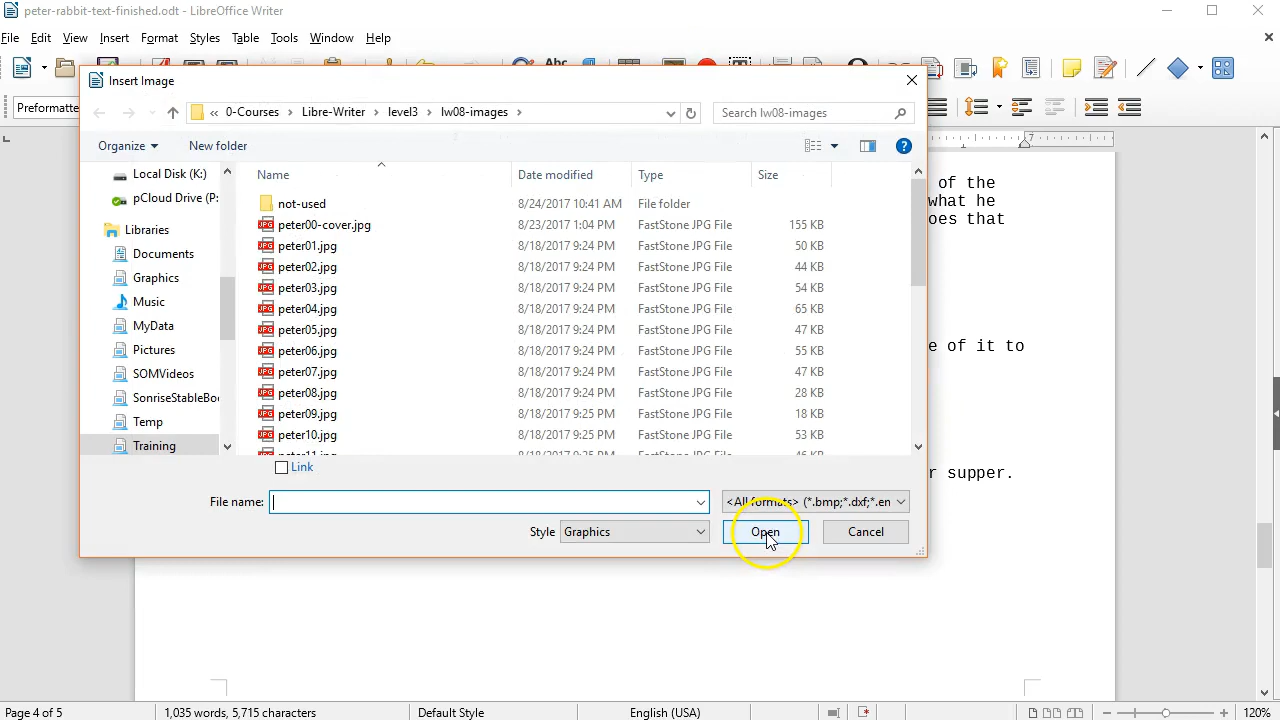 peter-rabbit-text-finished.odt - LibreOffice Writer
File Edit View Insert Format Styles Table Tools Window Help
Insert Image
Preformatte
« 0-Courses Libre-Writer level3 lw08-images
Search lw08-images
Organize New folder
Name Date modified Type Size
Local Disk (K:)
pCloud Drive (P:
Libraries
Documents
Graphics
Music
MyData
Pictures
SOMVideos
SonriseStableBo
Temp
Training
not-used 8/24/2017 10:41 AM File folder
peter00-cover.jpg 8/23/2017 1:04 PM FastStone JPG File 155 KB
peter01.jpg 8/18/2017 9:24 PM FastStone JPG File 50 KB
peter02.jpg 8/18/2017 9:24 PM FastStone JPG File 44 KB
peter03.jpg 8/18/2017 9:24 PM FastStone JPG File 54 KB
peter04.jpg 8/18/2017 9:24 PM FastStone JPG File 65 KB
peter05.jpg 8/18/2017 9:24 PM FastStone JPG File 47 KB
peter06.jpg 8/18/2017 9:24 PM FastStone JPG File 55 KB
peter07.jpg 8/18/2017 9:24 PM FastStone JPG File 47 KB
peter08.jpg 8/18/2017 9:24 PM FastStone JPG File 28 KB
peter09.jpg 8/18/2017 9:25 PM FastStone JPG File 18 KB
peter10.jpg 8/18/2017 9:25 PM FastStone JPG File 53 KB
Link
File name: <All formats> (*.bmp;*.dxf;*.en
Style Graphics Open Cancel
7
of the
what he
oes that
e of it to
r supper.
Page 4 of 5 1,035 words, 5,715 characters Default Style English (USA) 120%